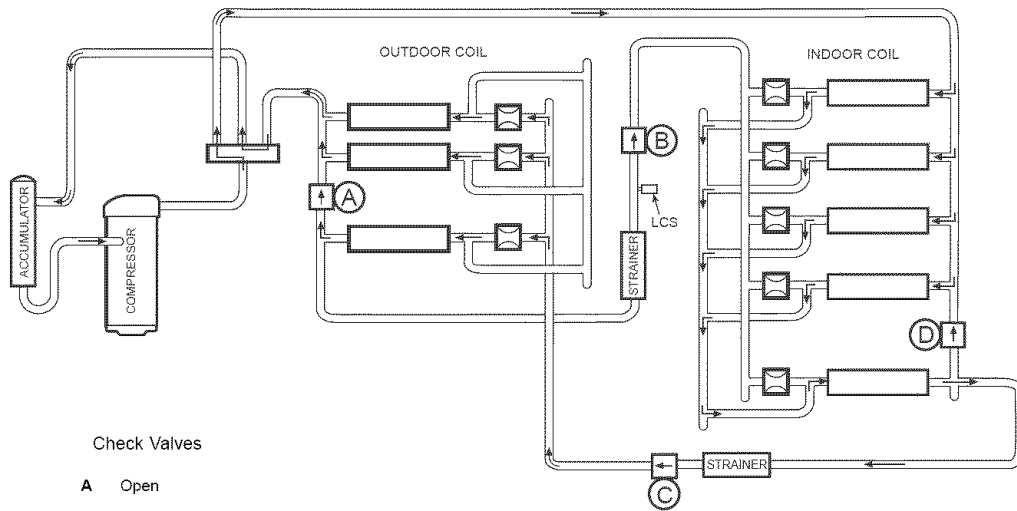 OUTDOOR COIL
INDOOR COIL
A
B
LCS
STRAINER
ACCUMULATOR
COMPRESSOR
D
STRAINER
C
Check Valves
A Open